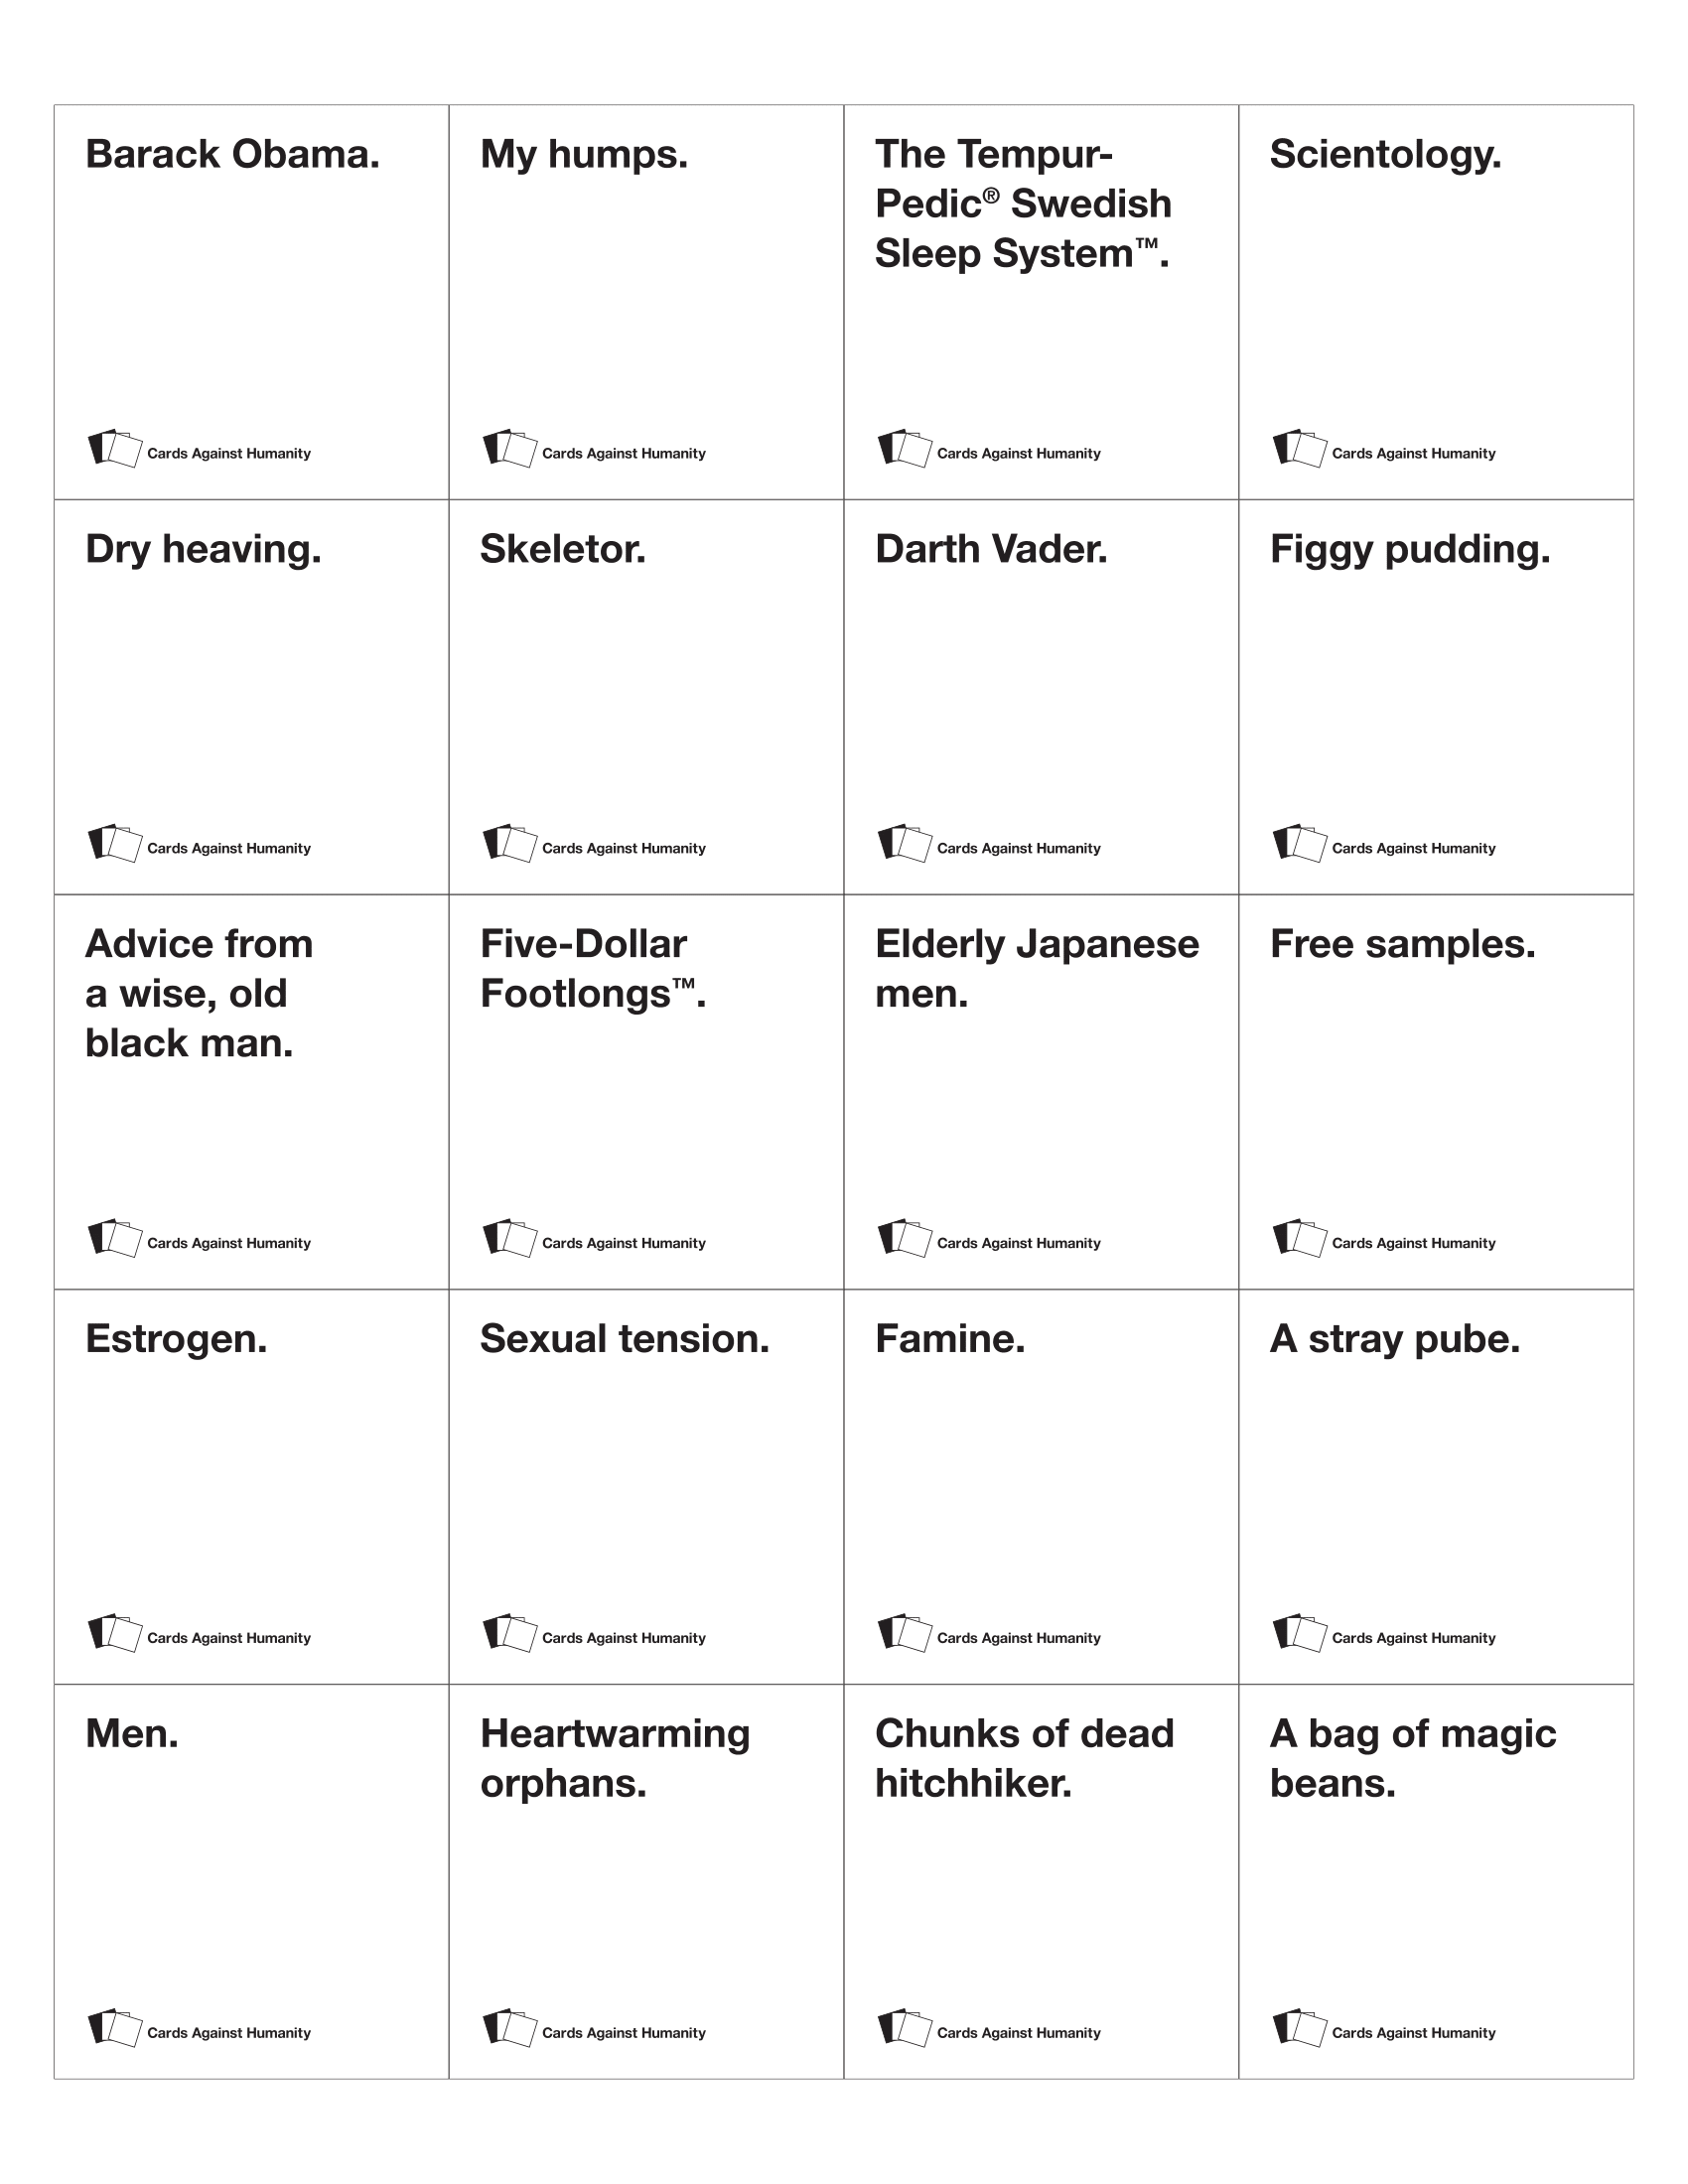 Barack Obama.
Cards Against Humanity
My humps.
Cards Against Humanity
The Tempur-
Pedic® Swedish
Sleep System™.
Cards Against Humanity
Scientology.
Cards Against Humanity
Dry heaving.
Cards Against Humanity
Skeletor.
Cards Against Humanity
Darth Vader.
Cards Against Humanity
Figgy pudding.
Cards Against Humanity
Advice from
a wise, old
black man.
Cards Against Humanity
Five-Dollar
Footlongs™.
Cards Against Humanity
Elderly Japanese
men.
Cards Against Humanity
Free samples.
Cards Against Humanity
Estrogen.
Cards Against Humanity
Sexual tension.
Cards Against Humanity
Famine.
Cards Against Humanity
A stray pube.
Cards Against Humanity
Men.
Cards Against Humanity
Heartwarming
orphans.
Cards Against Humanity
Chunks of dead
hitchhiker.
Cards Against Humanity
A bag of magic
beans.
Cards Against Humanity